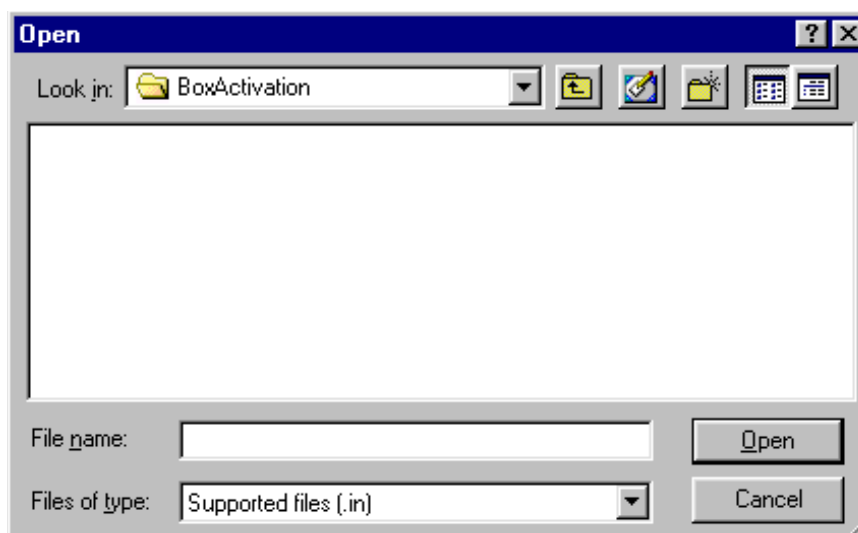 Open
Look in: BoxActivation
File name:
Open
Files of type: Supported files (.in)
Cancel